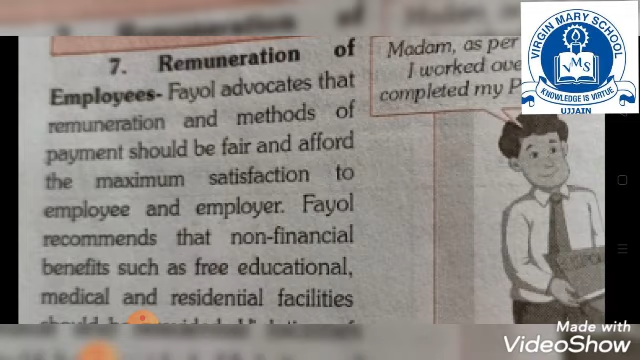 7. Remuneration of
Employees- Fayol advocates that
remuneration and methods of
payment should be fair and afford
the maximum satisfaction to
employee and employer. Fayol
recommends that non-financial
benefits such as free educational,
medical and residential facilities
Madam, as per
I worked ove
completed my P
VIRGIN MARY SCHOOL
VMS
KNOWLEDGE IS VIRTUE
UJJAIN
Made with
VideoShow